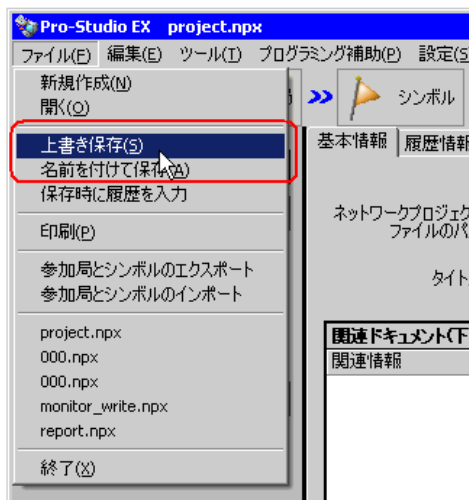 Pro-Studio EX project.npx
ファイル(F) 編集(E) ツール(T) プログラミング補助(P) 設定(S
新規作成(N)
開く(O)
シンボル
上書き保存(S)
名前を付けて保存(A)
保存時に履歴を入力
印刷(P)
参加局とシンボルのエクスポート
参加局とシンボルのインポート
project.npx
000.npx
000.npx
monitor_write.npx
report.npx
終了(X)
基本情報 履歴情報
ネットワークプロジェク
ファイルのパ
タイト
関連ドキュメント(下
関連情報